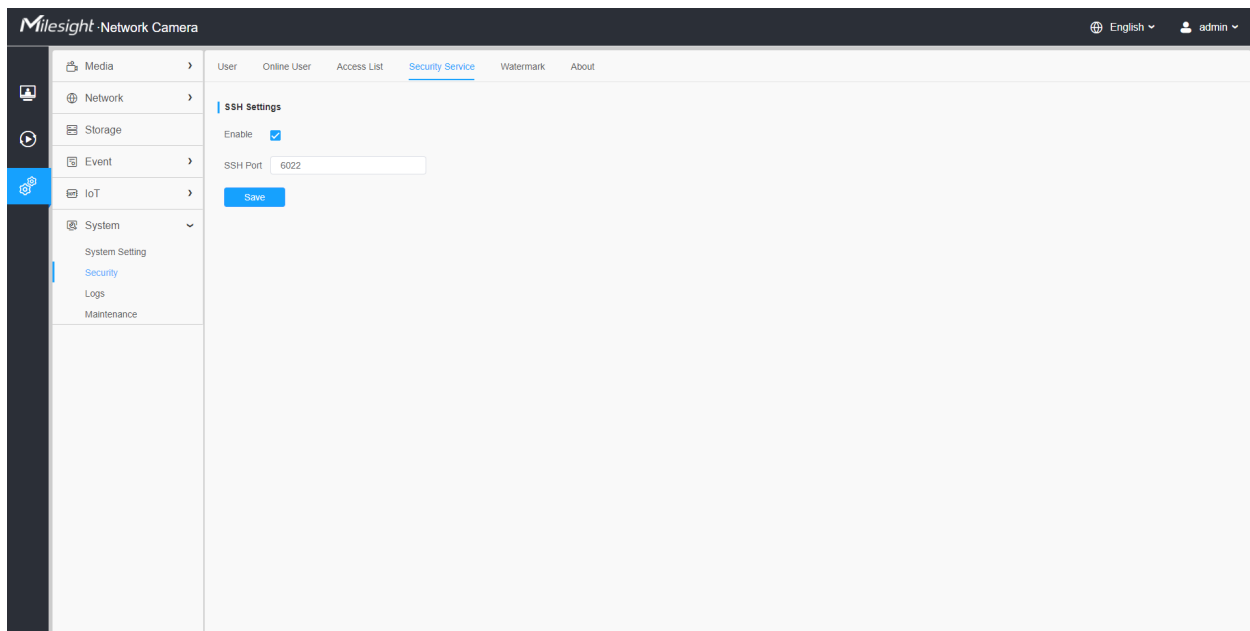 Milesight · Network Camera
English
admin
Media
Network
Storage
Event
IoT
System
System Setting
Security
Logs
Maintenance
User Online User Access List Security Service Watermark About
SSH Settings
Enable
SSH Port 6022
Save